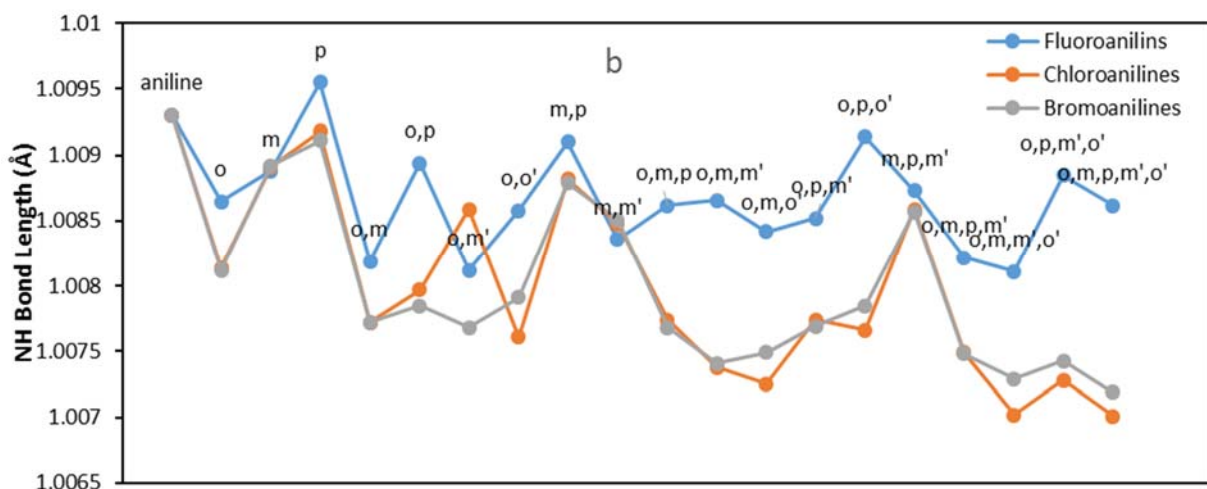 1.01
b
Fluoroanilins
Chloroanilines
Bromoanilines
NH Bond Length (Å)
1.0095
1.009
1.0085
1.008
1.0075
1.007
1.0065
aniline
o
m
p
o,m
o,p
o,m'
o,o'
m,p
m,m'
o,m,p
o,m,m'
o,m,o'
o,p,m'
o,p,o'
m,p,m'
o,m,p,m'
o,m,m',o'
o,p,m',o'
o,m,p,m',o'